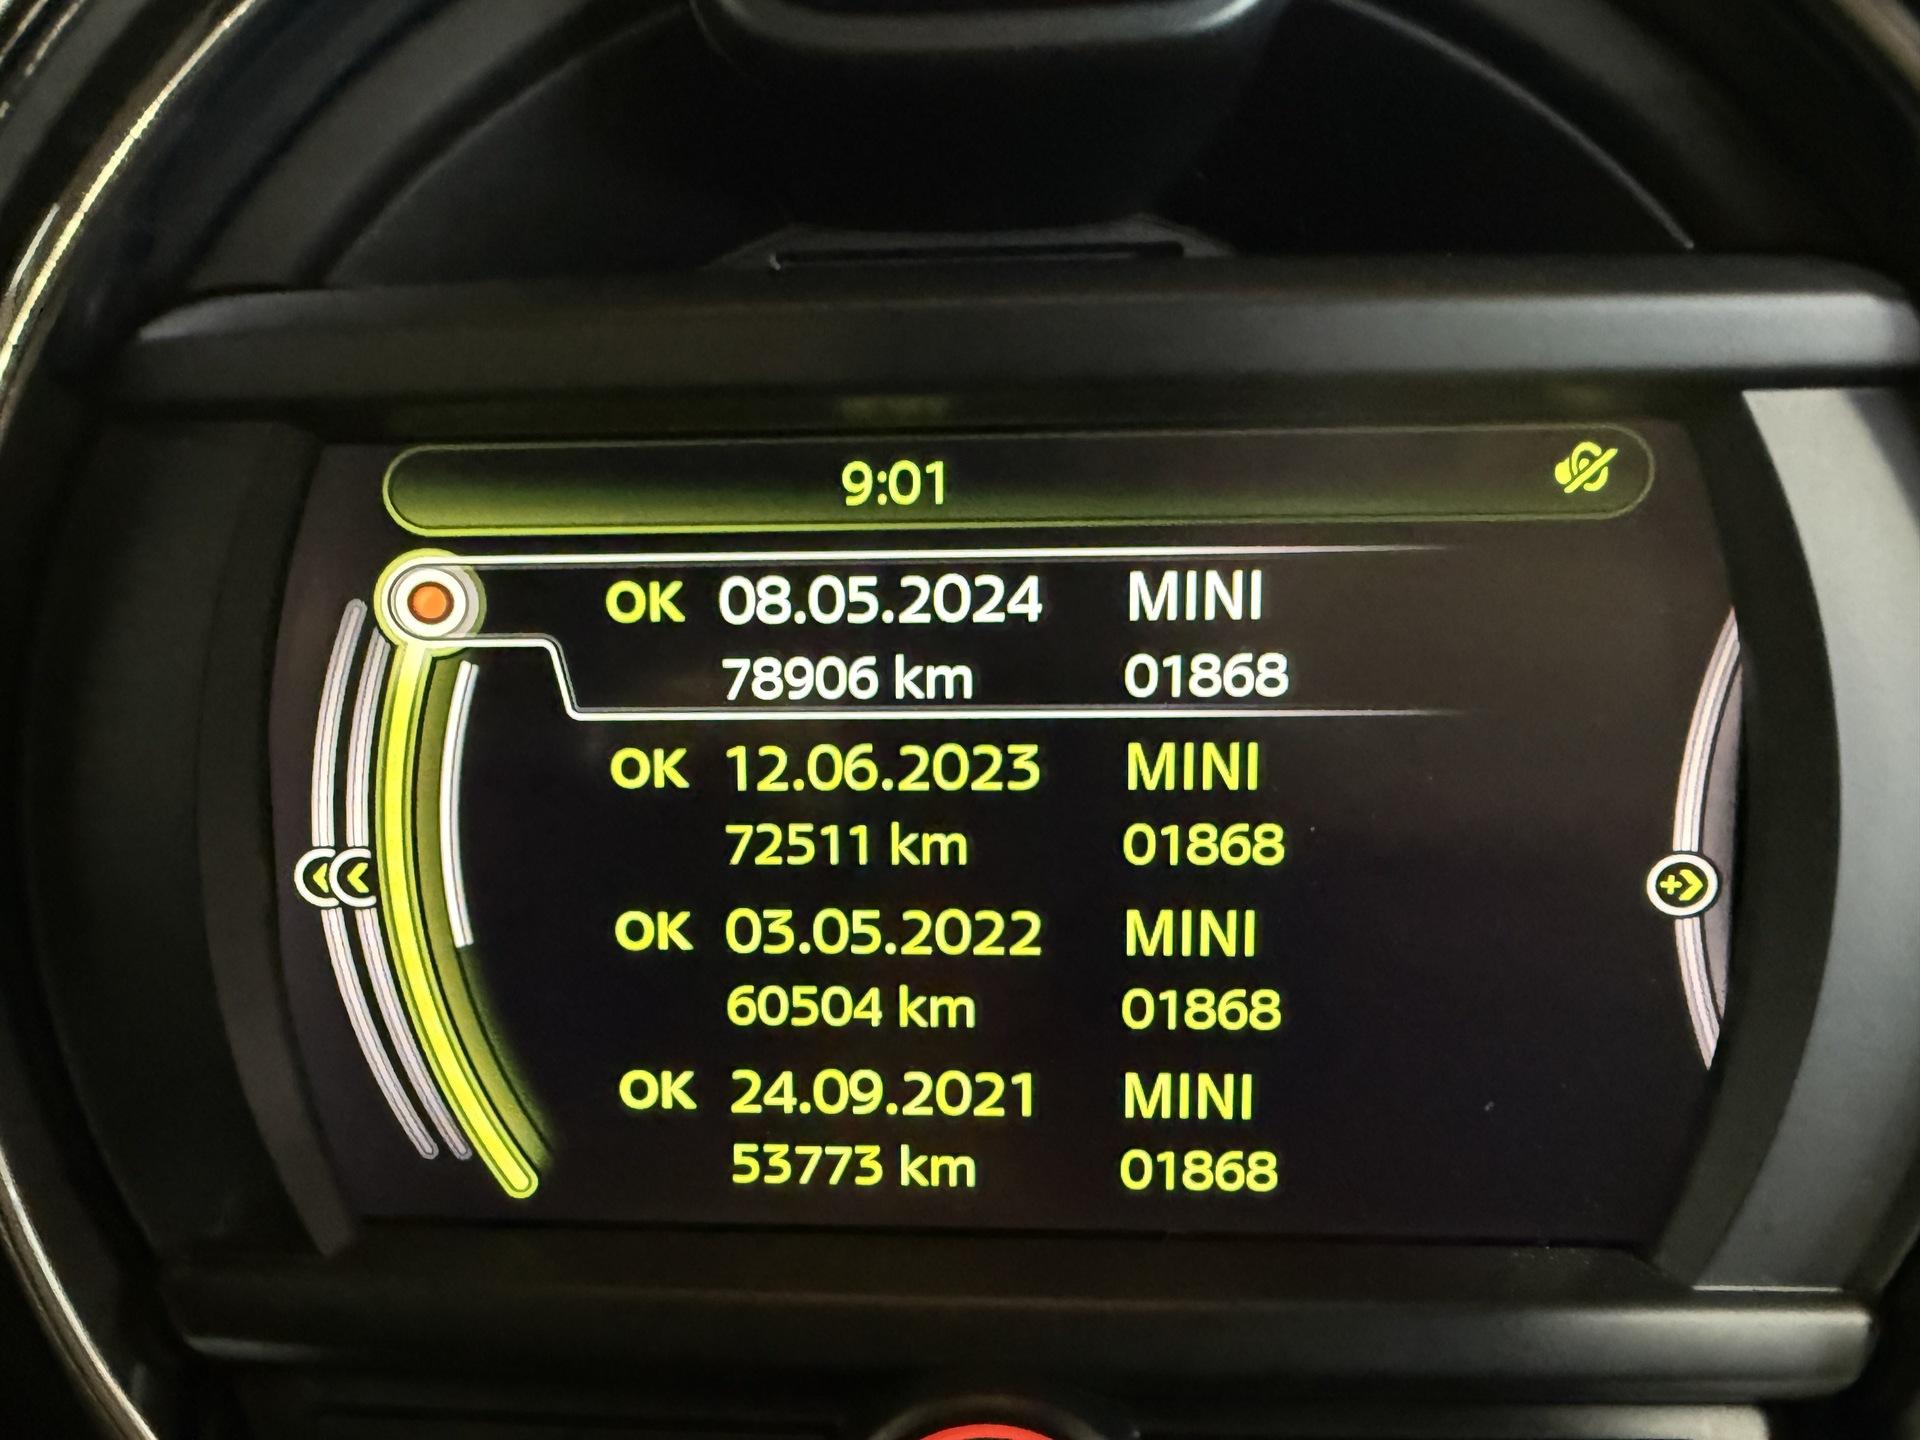 9:01
OK 08.05.2024 MINI
78906 km 01868
OK 12.06.2023 MINI
72511 km 01868
OK 03.05.2022 MINI
60504 km 01868
OK 24.09.2021 MINI
53773 km 01868